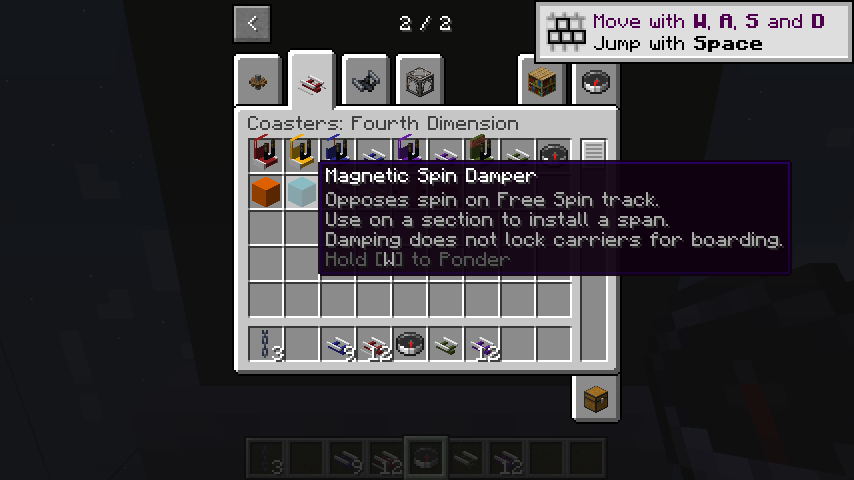 2 / 2
Move with W, A, S and D
Jump with Space
Coasters: Fourth Dimension
Magnetic Spin Damper
Opposes spin on Free Spin track.
Use on a section to install a span.
Damping does not lock carriers for boarding.
Hold [W] to Ponder
3 9 12 12
3 9 12 12